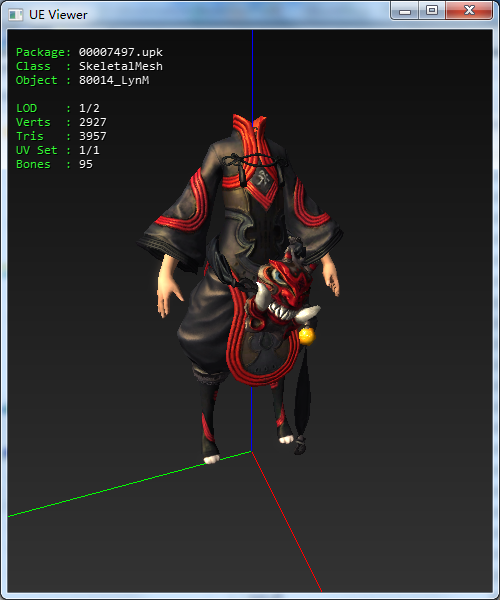 UE Viewer
Package: 00007497.upk
Class : SkeletalMesh
Object : 80014_LynM
LOD : 1/2
Verts : 2927
Tris : 3957
UV Set : 1/1
Bones : 95